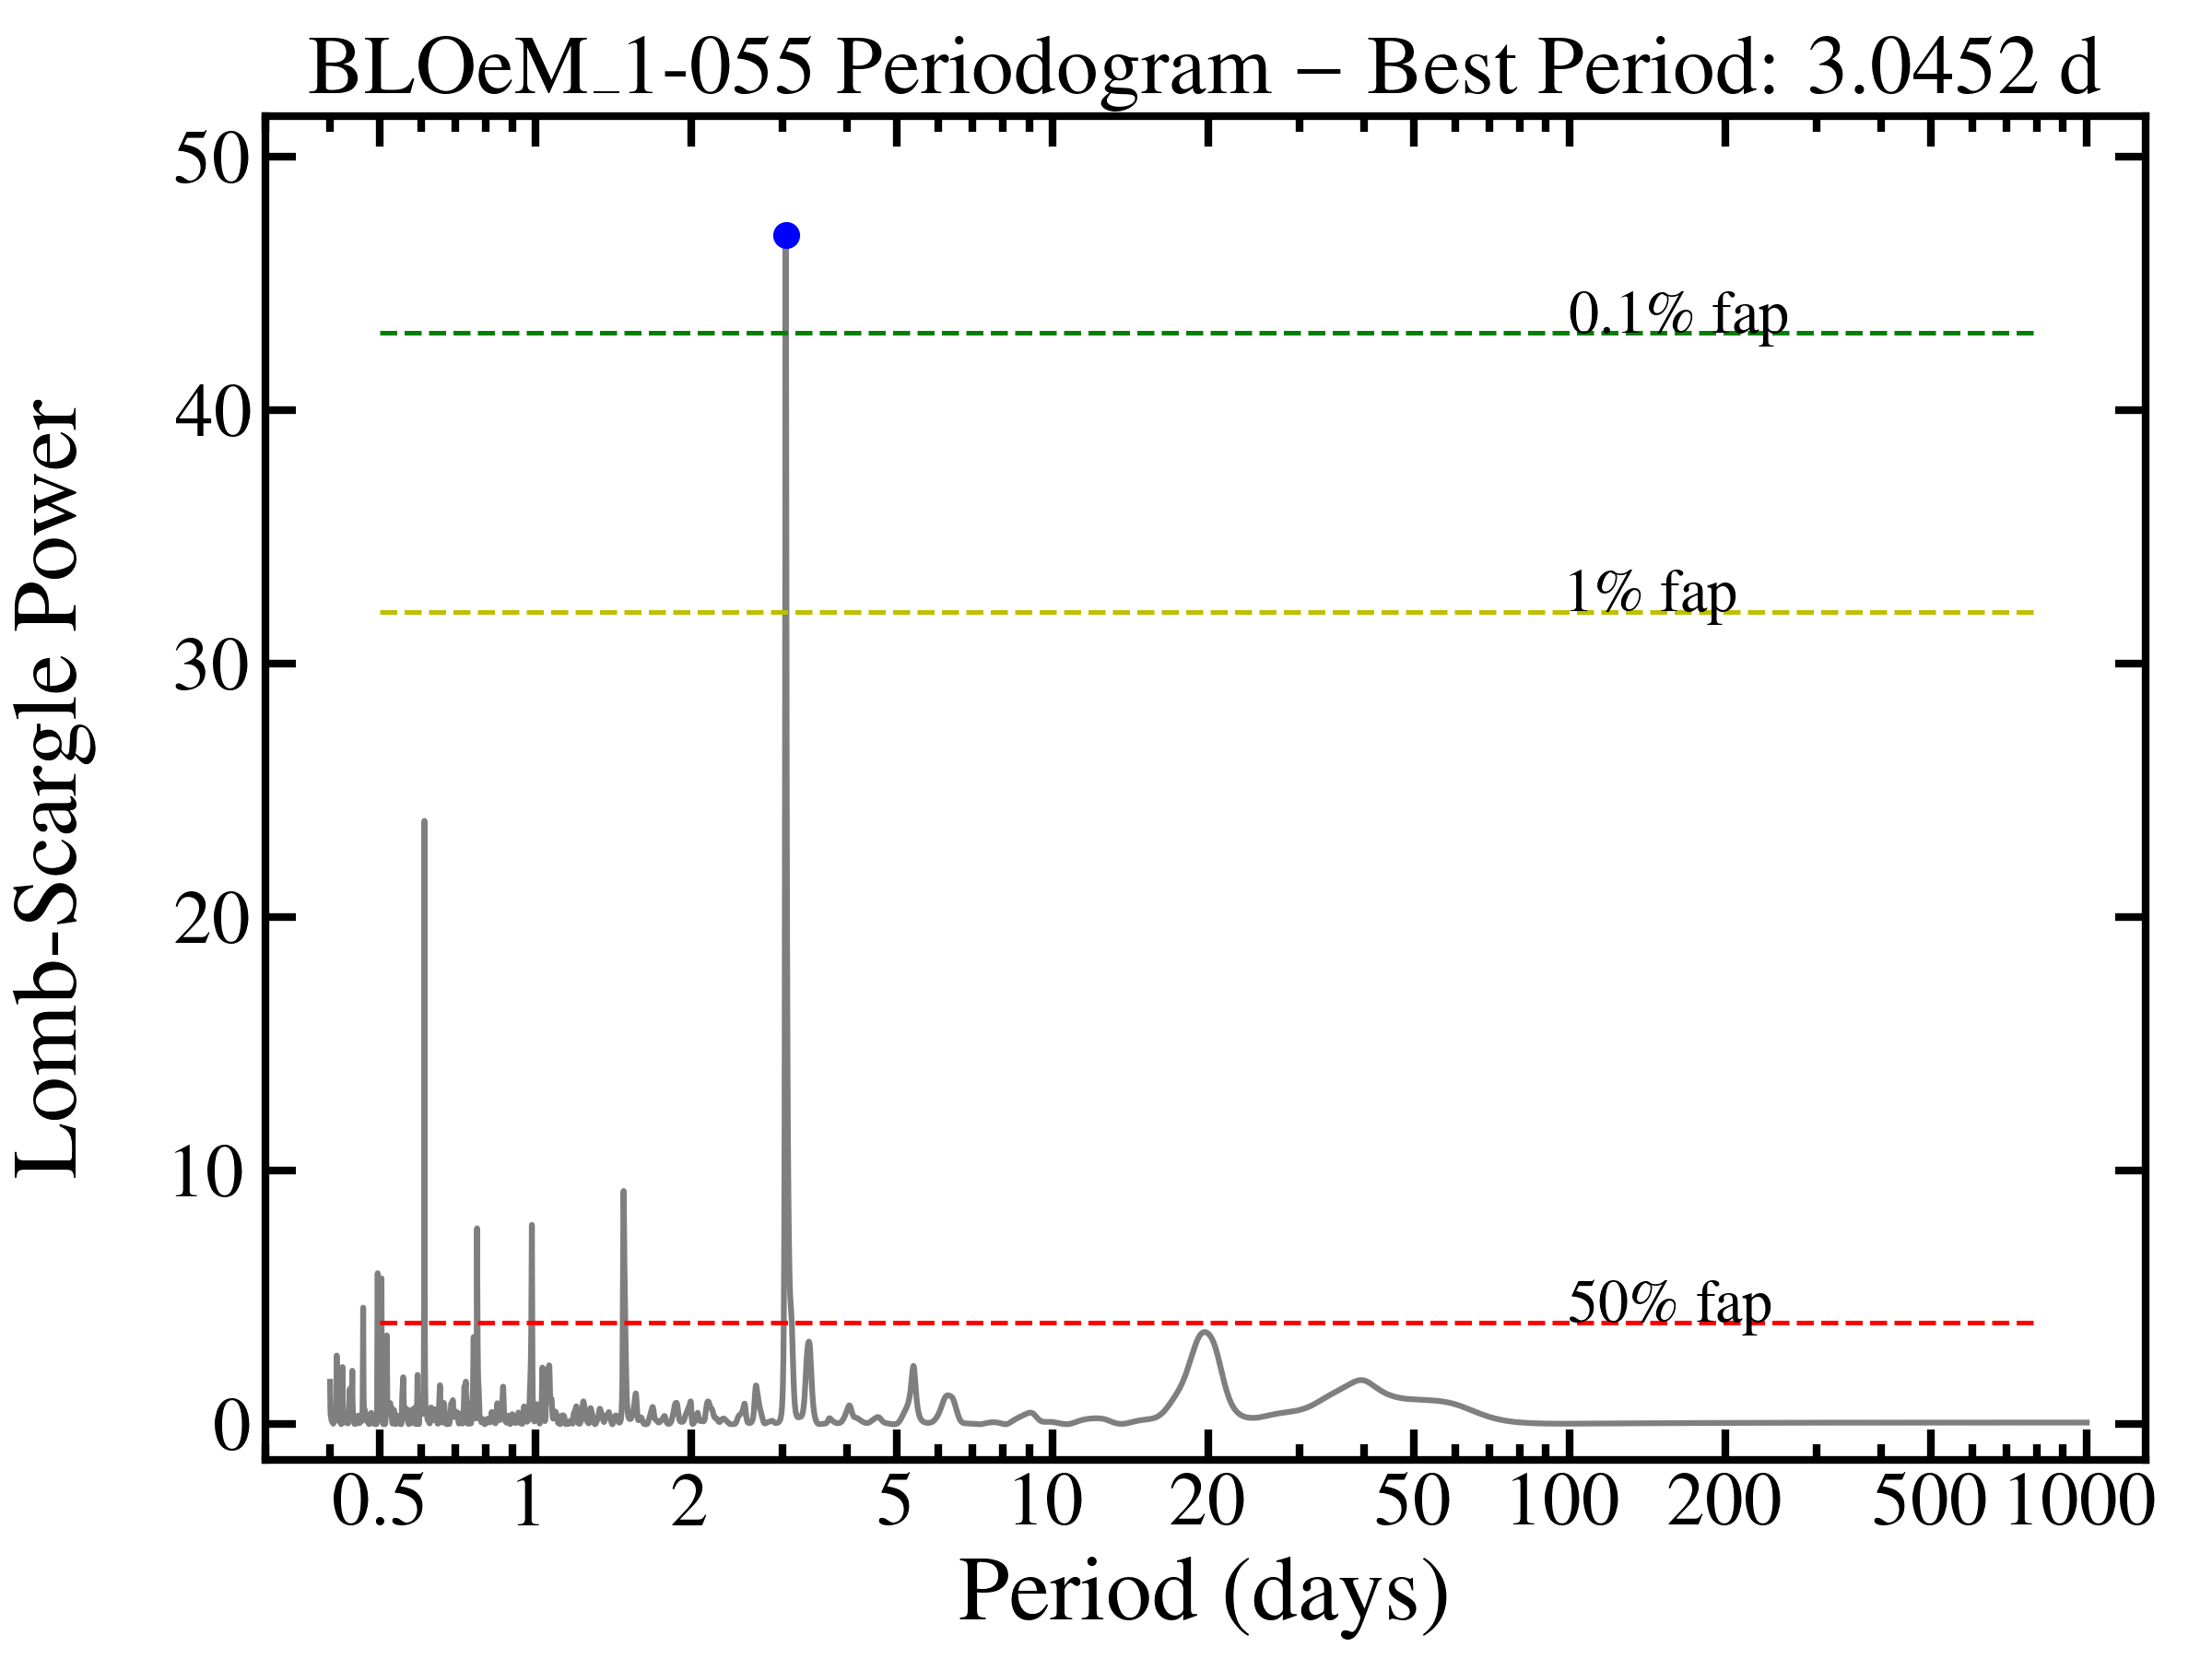 BLOeM_1-055 Periodogram − Best Period: 3.0452 d
50
40
30
20
10
0
Lomb-Scargle Power
0.1% fap
1% fap
50% fap
0.5 1 2 5 10 20 50 100 200 500 1000
Period (days)